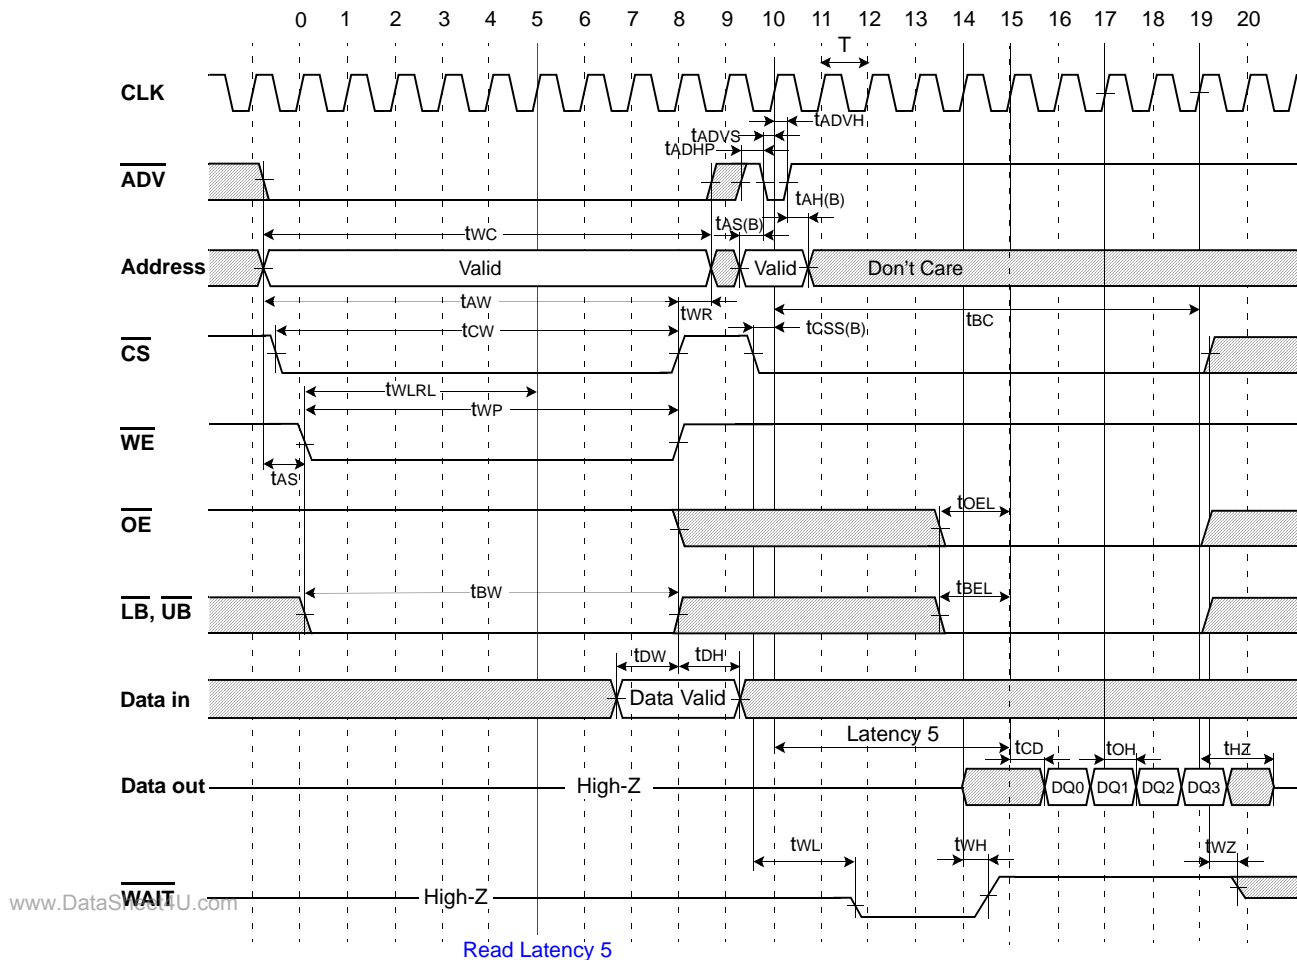 0 0 1 2 3 4 5 6 7 8 9 10 11 12 13 14 15 16 17 18 19 20
T
CLK
tADVH
tADVS
tADHP
ADV
tAH(B)
tAS(B)
tWC
Address
Valid
Valid
Don't Care
tAW
tWR
tBC
tCW
tCSS(B)
CS
tWLRL
tWP
WE
tAS
tOEL
OE
tBW
tBEL
LB, UB
tDW
tDH
Data in
Data Valid
Latency 5
tCD
tOH
tHZ
Data out
High-Z
DQ0
DQ1
DQ2
DQ3
tWL
tWH
tWZ
WAIT
High-Z
www.DataSheet4U.com
Read Latency 5